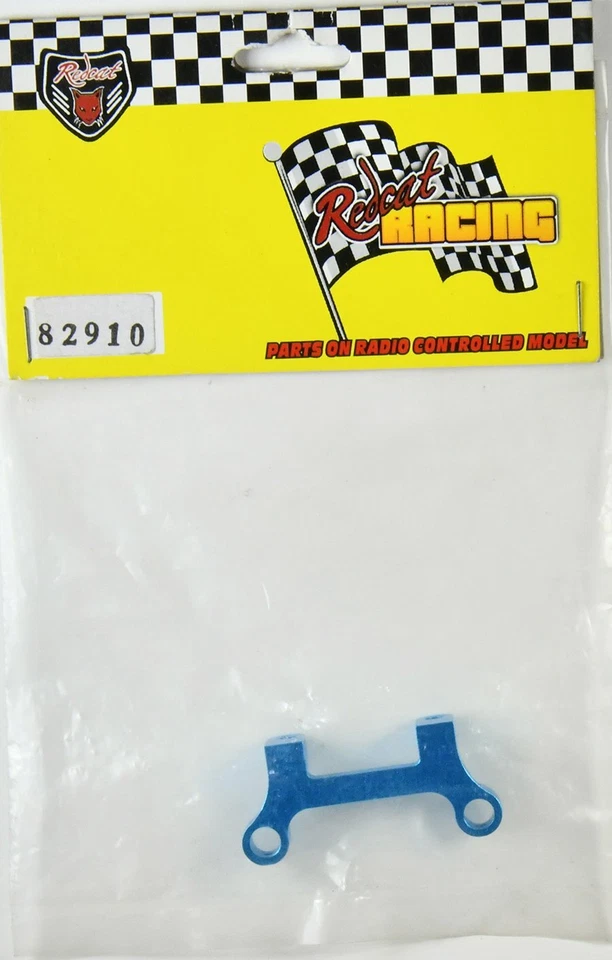 Redcat
Redcat
RACING
82910
PARTS ON RADIO CONTROLLED MODEL